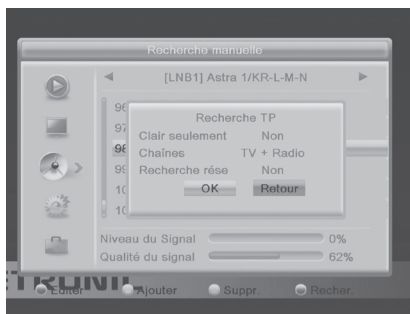 Recherche manuelle
[LNB1] Astra 1/KR-L-M-N
96
97
98
99
10
10
Recherche TP
Clair seulement Non
Chaînes TV + Radio
Recherche rése Non
OK Retour
Niveau du Signal 0%
Qualité du signal 62%
Editer Ajouter Suppr. Recher.